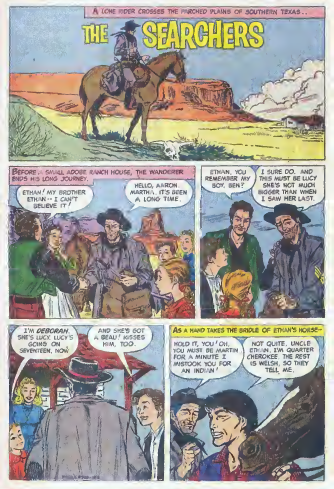 A LONE RIDER CROSSES THE PARCHED PLAINS OF SOUTHERN TEXAS...
THE SEARCHERS
BEFORE A SMALL ADOBE RANCH HOUSE, THE WANDERER
ENDS HIS LONG JOURNEY.
ETHAN! MY BROTHER
ETHAN -- I CAN'T
BELIEVE IT!
HELLO, AARON.
MARTHA. IT'S BEEN
A LONG TIME.
ETHAN, YOU
REMEMBER MY
BOY, BEN?
I SURE DO. AND
THIS MUST BE LUCY
SHE'S NOT MUCH
BIGGER THAN WHEN
I SAW HER LAST.
I'M DEBORAH.
SHE'S LUCY. LUCY'S
GOING ON
SEVENTEEN, NOW
AND SHE'S GOT
A BEAU! KISSES
HIM, TOO.
AS A HAND TAKES THE BRIDLE OF ETHAN'S HORSE--
HOLD IT, YOU! OH,
YOU MUST BE MARTIN
FOR A MINUTE I
MISTOOK YOU FOR
AN INDIAN!
NOT QUITE, UNCLE
ETHAN. I'M QUARTER
CHEROKEE. THE REST
IS WELSH, SO THEY
TELL ME.